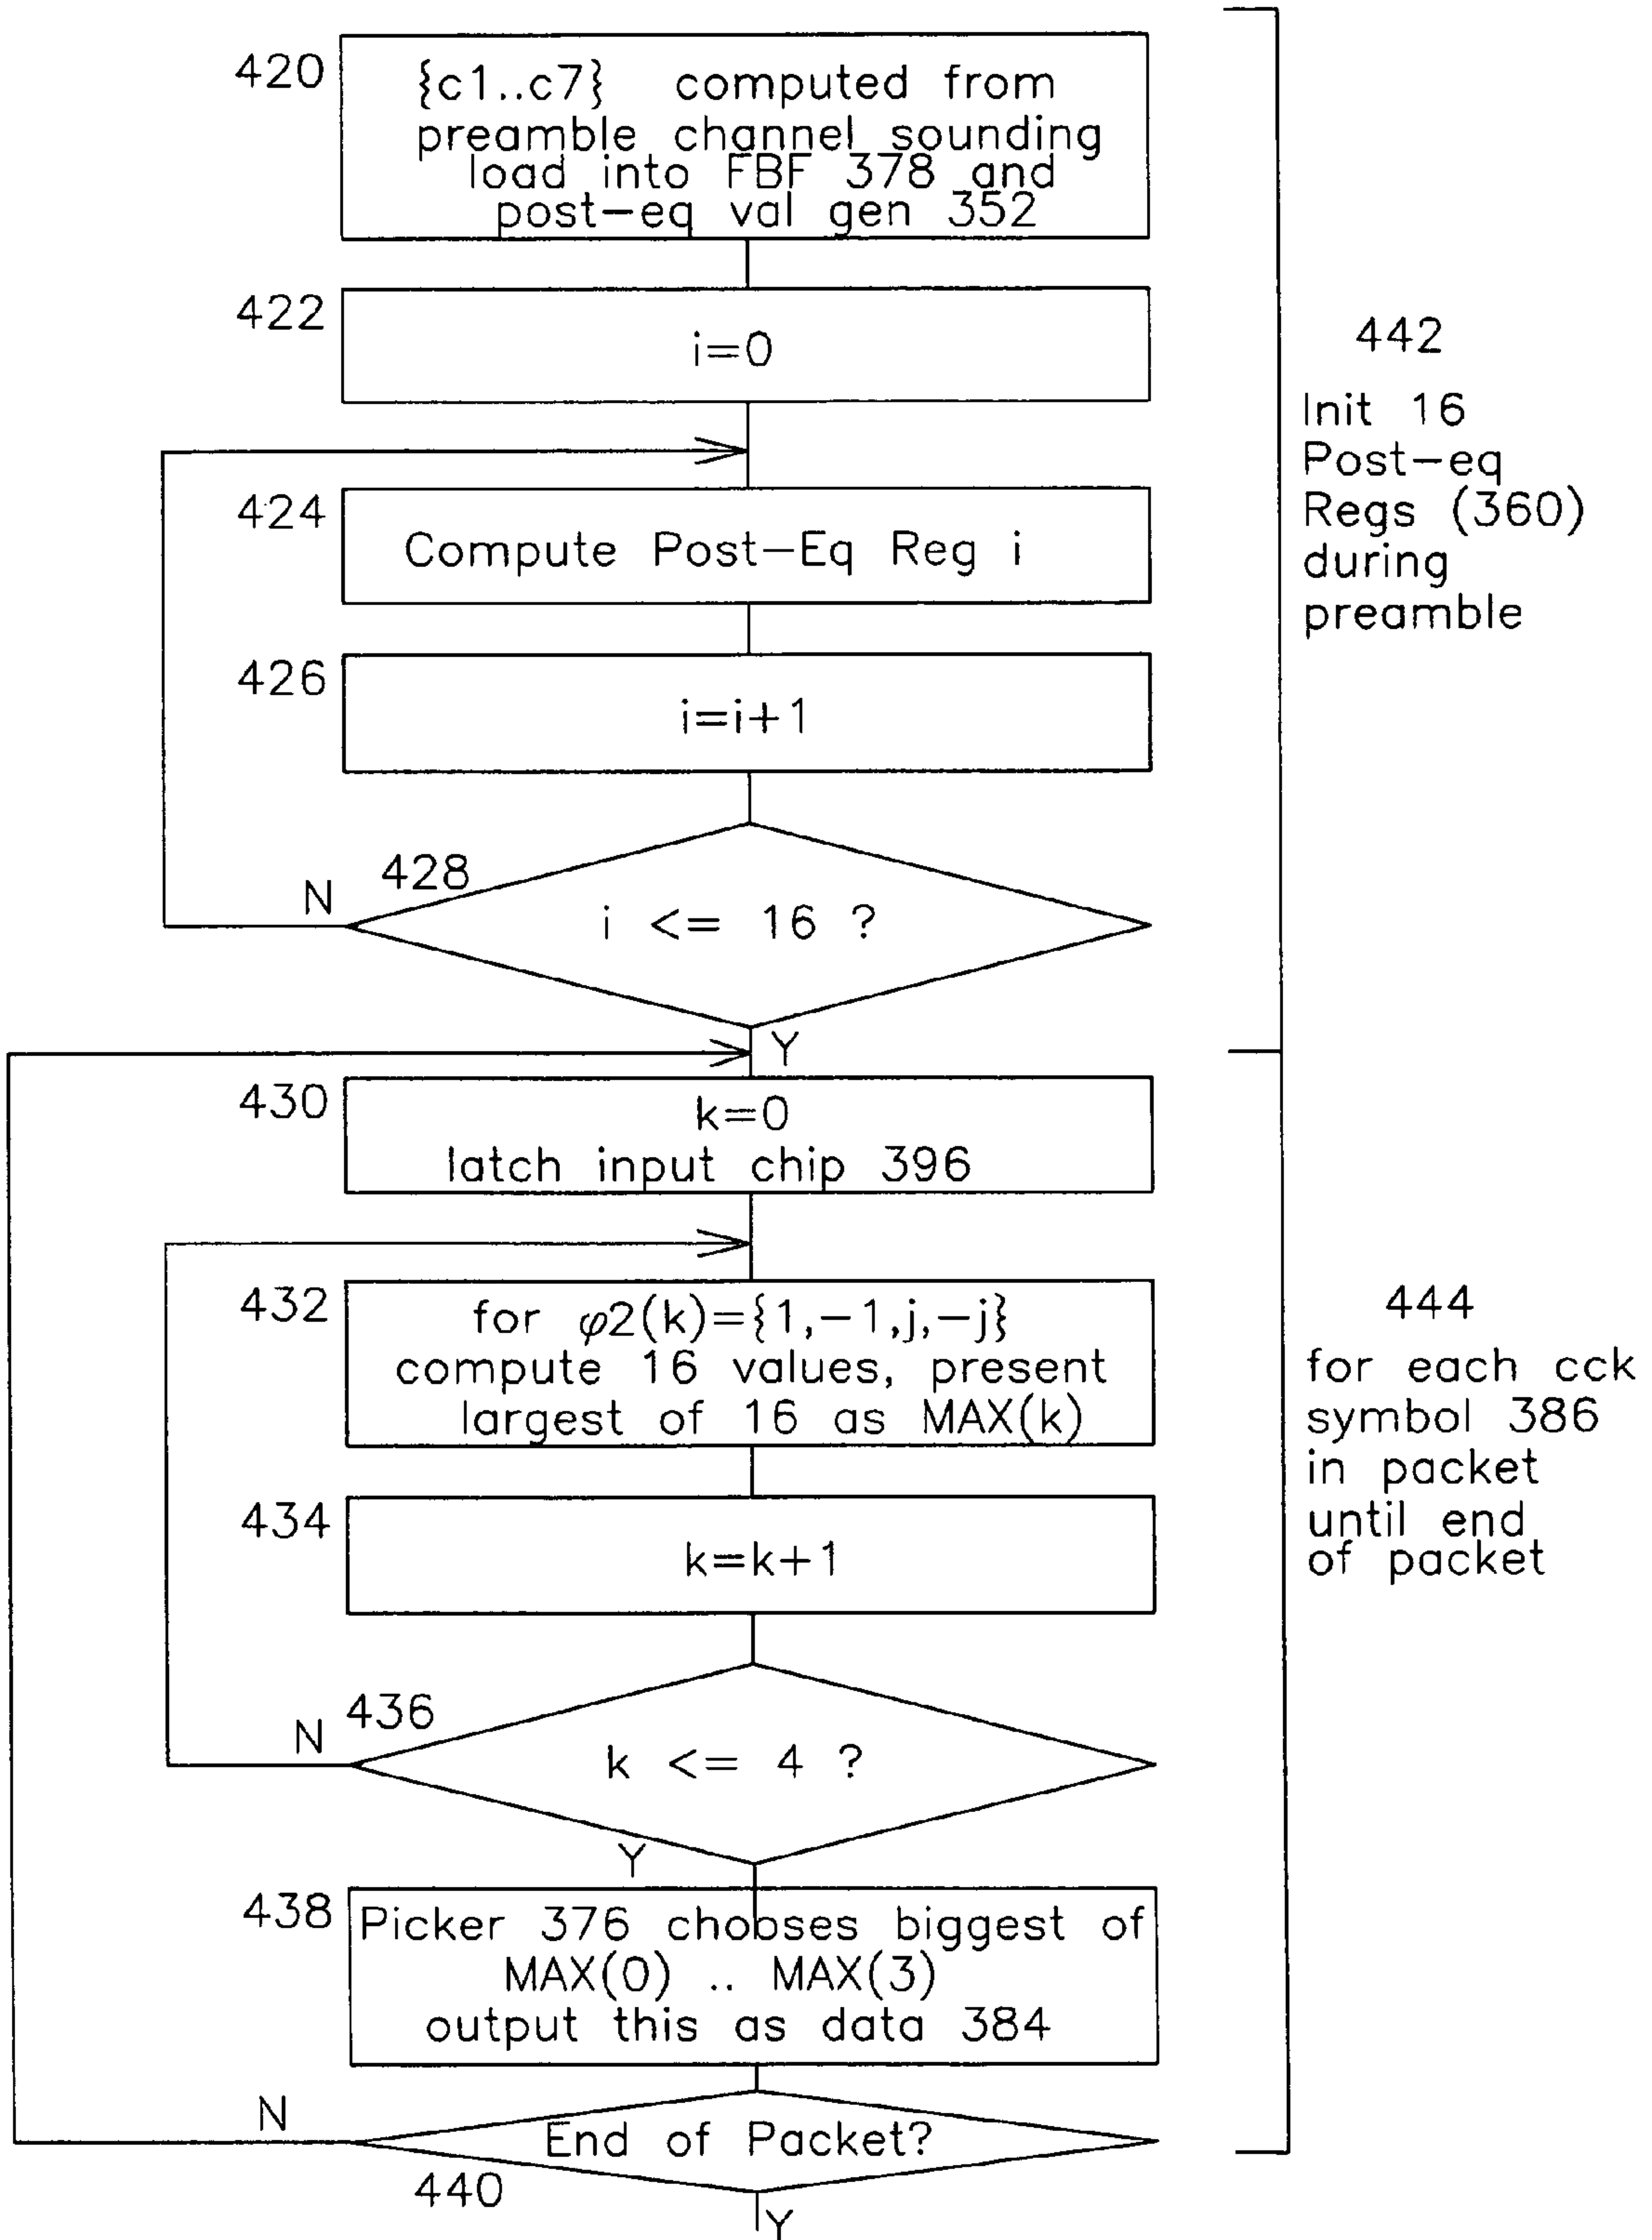 420
{c1..c7} computed from
preamble channel sounding
load into FBF 378 and
post-eq val gen 352
422
i=0
442
Init 16
Post-eq
Regs (360)
during
preamble
424
Compute Post-Eq Reg i
426
i=i+1
428
N
i <= 16 ?
Y
430
k=0
latch input chip 396
432
for φ2(k)={1,-1,j,-j}
compute 16 values, present
largest of 16 as MAX(k)
444
for each cck
symbol 386
in packet
until end
of packet
434
k=k+1
436
N
k <= 4 ?
Y
438
Picker 376 chooses biggest of
MAX(0) .. MAX(3)
output this as data 384
N
End of Packet?
440
Y